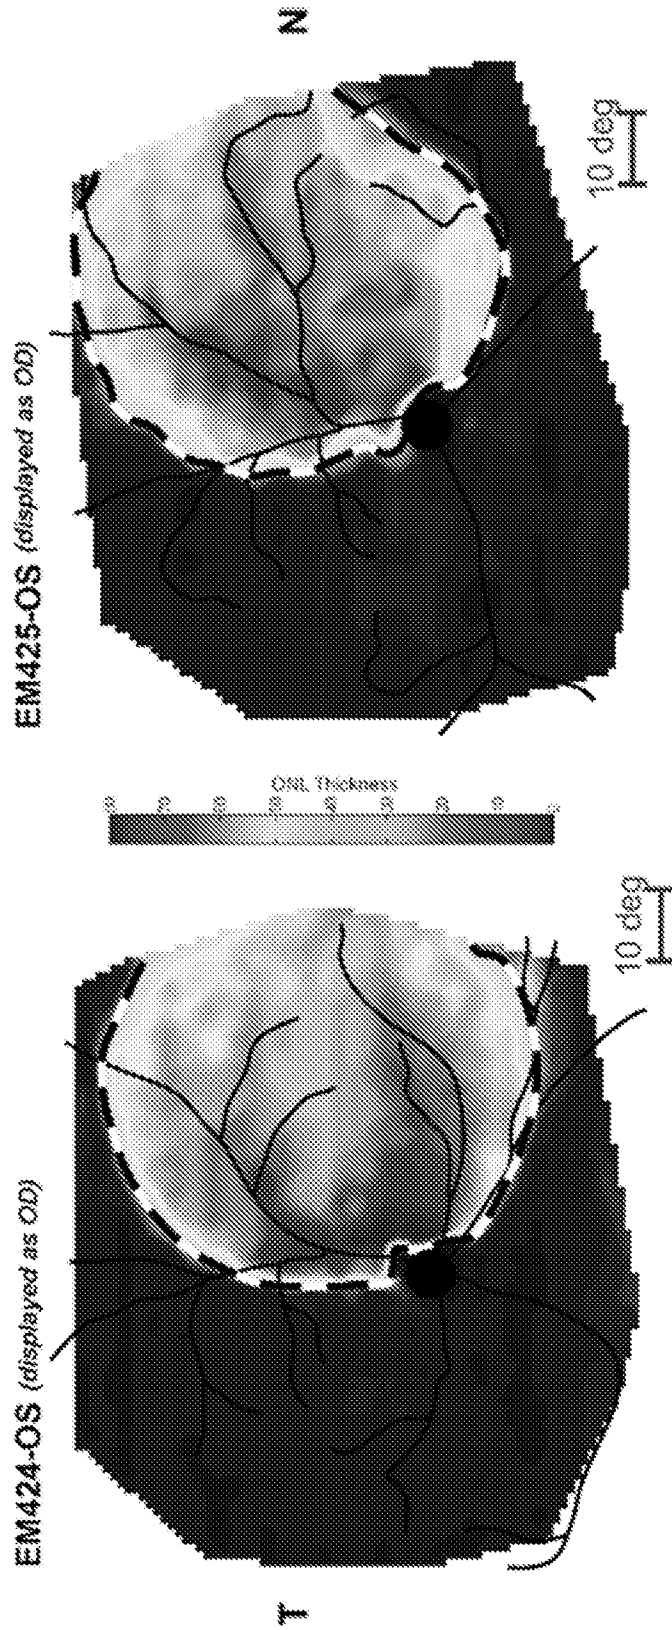 EM424-OS (displayed as OD)
EM425-OS (displayed as OD)
T
N
ONL Thickness
10 deg
10 deg